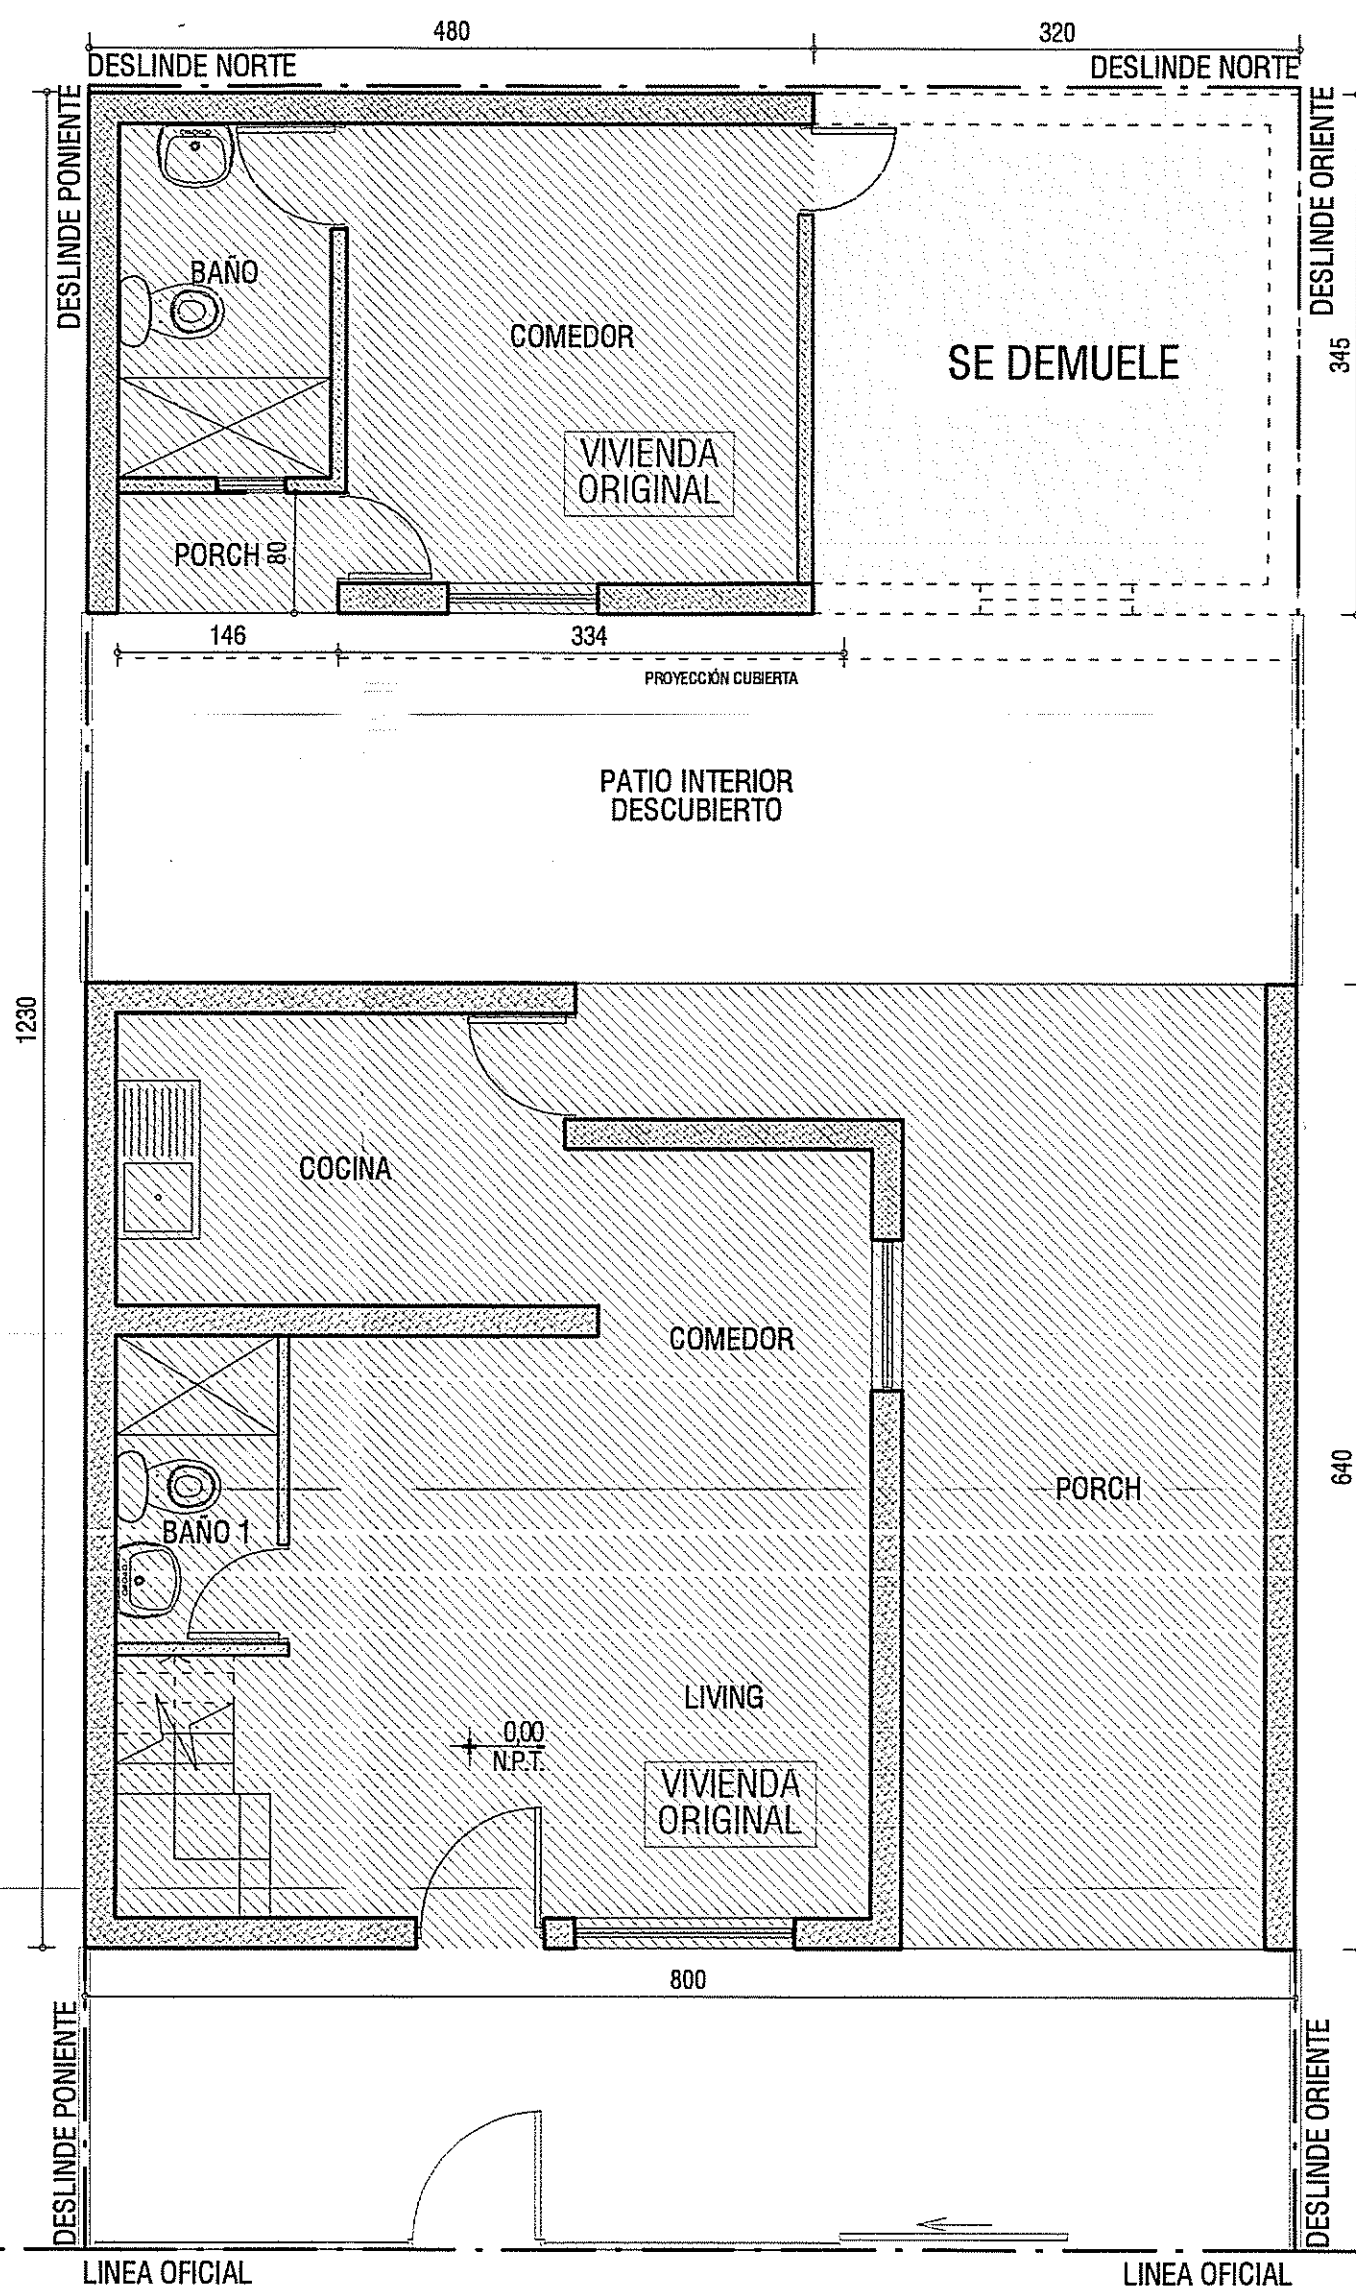 480
320
DESLINDE NORTE
DESLINDE NORTE
DESLINDE PONIENTE
DESLINDE ORIENTE
BAÑO
COMEDOR
SE DEMUELE
345
VIVIENDA
ORIGINAL
PORCH
80
146
334
PROYECCIÓN CUBIERTA
PATIO INTERIOR
DESCUBIERTO
1230
COCINA
COMEDOR
640
PORCH
BAÑO 1
LIVING
0,00
N.P.T.
VIVIENDA
ORIGINAL
800
DESLINDE PONIENTE
DESLINDE ORIENTE
LINEA OFICIAL
LINEA OFICIAL